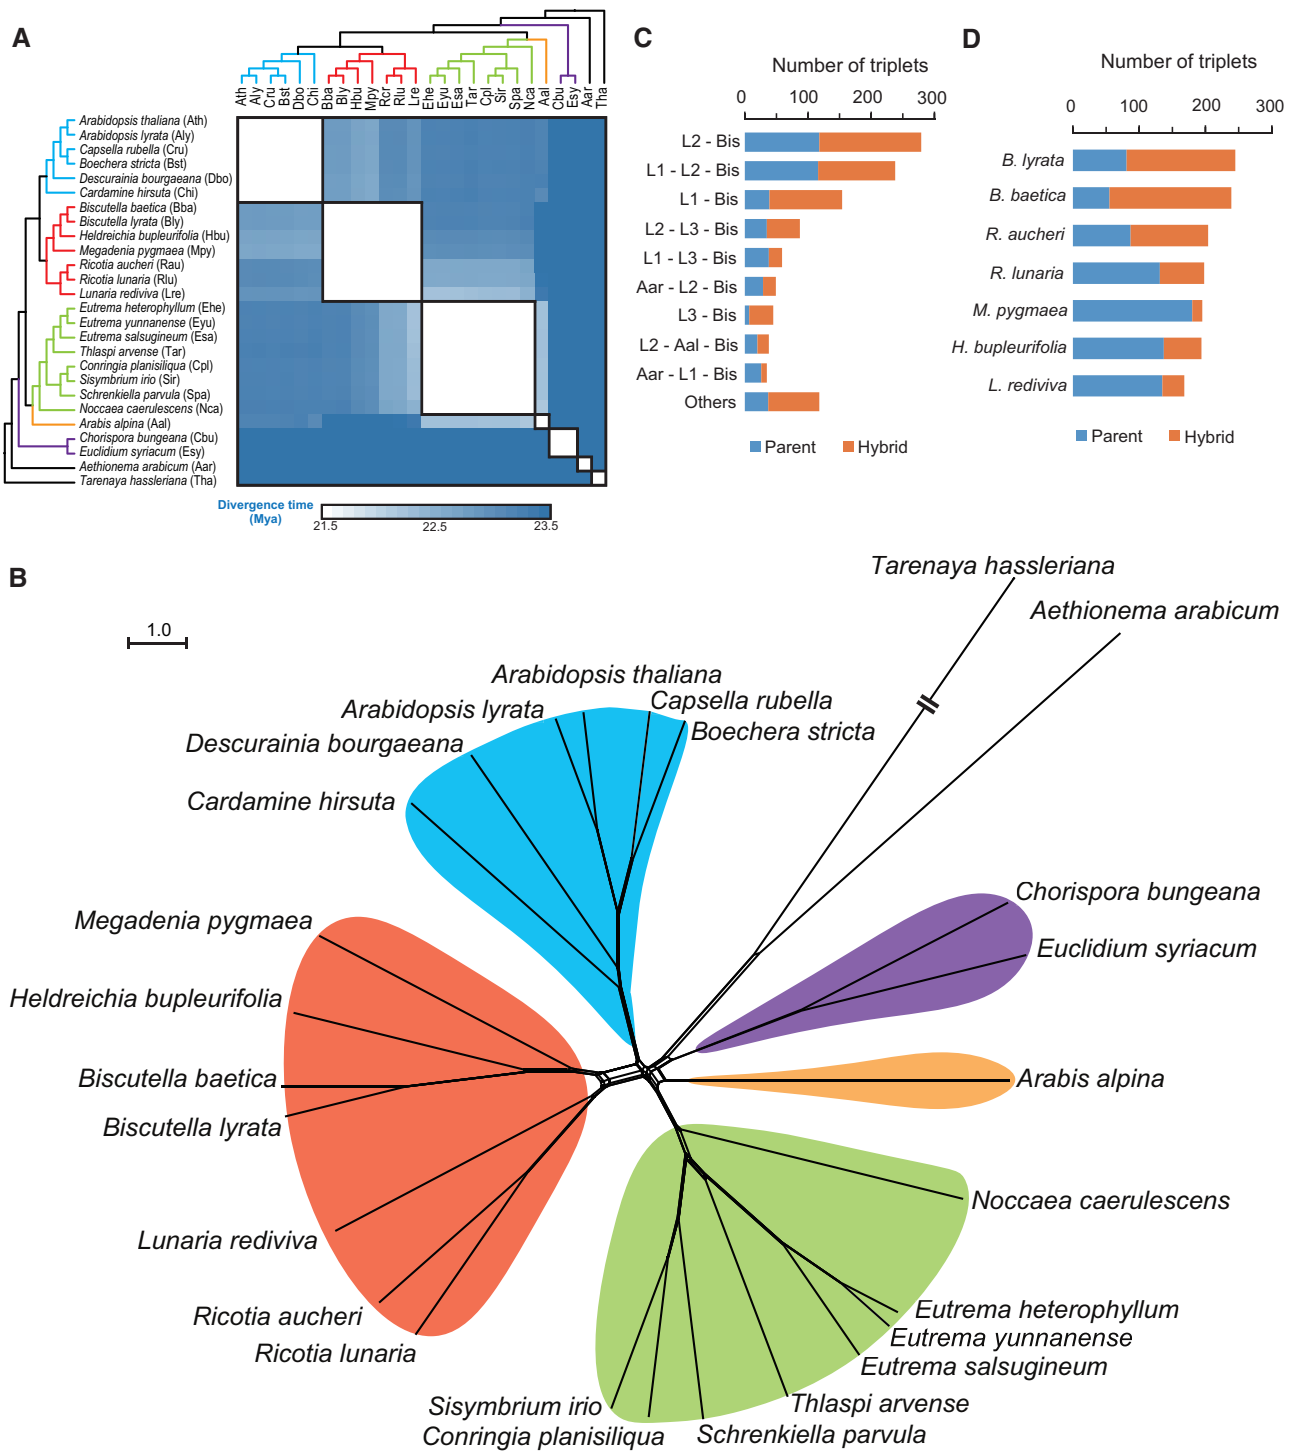 A
Ath
Aly
Cru
Bst
Dbo
Chi
Bba
Bly
Hbu
Mpy
Rcr
Rlu
Lre
Ehe
Eyu
Esa
Tar
Cpl
Sir
Spa
Nca
Aal
Cbu
Esy
Aar
Tha
Arabidopsis thaliana (Ath)
Arabidopsis lyrata (Aly)
Capsella rubella (Cru)
Boechera stricta (Bst)
Descurainia bourgaeana (Dbo)
Cardamine hirsuta (Chi)
Biscutella baetica (Bba)
Biscutella lyrata (Bly)
Heldreichia bupleurifolia (Hbu)
Megadenia pygmaea (Mpy)
Ricotia aucheri (Rau)
Ricotia lunaria (Rlu)
Lunaria rediviva (Lre)
Eutrema heterophyllum (Ehe)
Eutrema yunnanense (Eyu)
Eutrema salsugineum (Esa)
Thlaspi arvense (Tar)
Conringia planisiliqua (Cpl)
Sisymbrium irio (Sir)
Schrenkiella parvula (Spa)
Noccaea caerulescens (Nca)
Arabis alpina (Aal)
Chorispora bungeana (Cbu)
Euclidium syriacum (Esy)
Aethionema arabicum (Aar)
Tarenaya hassleriana (Tha)
Divergence time
(Mya)
21.5 22.5 23.5
C
Number of triplets
0 100 200 300
L2 - Bis
L1 - L2 - Bis
L1 - Bis
L2 - L3 - Bis
L1 - L3 - Bis
Aar - L2 - Bis
L3 - Bis
L2 - Aal - Bis
Aar - L1 - Bis
Others
Parent Hybrid
D
Number of triplets
0 100 200 300
B. lyrata
B. baetica
R. aucheri
R. lunaria
M. pygmaea
H. bupleurifolia
L. rediviva
Parent Hybrid
B
1.0
Tarenaya hassleriana
Aethionema arabicum
Arabidopsis thaliana
Capsella rubella
Arabidopsis lyrata
Boechera stricta
Descurainia bourgaeana
Cardamine hirsuta
Chorispora bungeana
Megadenia pygmaea
Euclidium syriacum
Heldreichia bupleurifolia
Biscutella baetica
Arabis alpina
Biscutella lyrata
Noccaea caerulescens
Lunaria rediviva
Ricotia aucheri
Eutrema heterophyllum
Eutrema yunnanense
Ricotia lunaria
Eutrema salsugineum
Sisymbrium irio
Thlaspi arvense
Conringia planisiliqua
Schrenkiella parvula